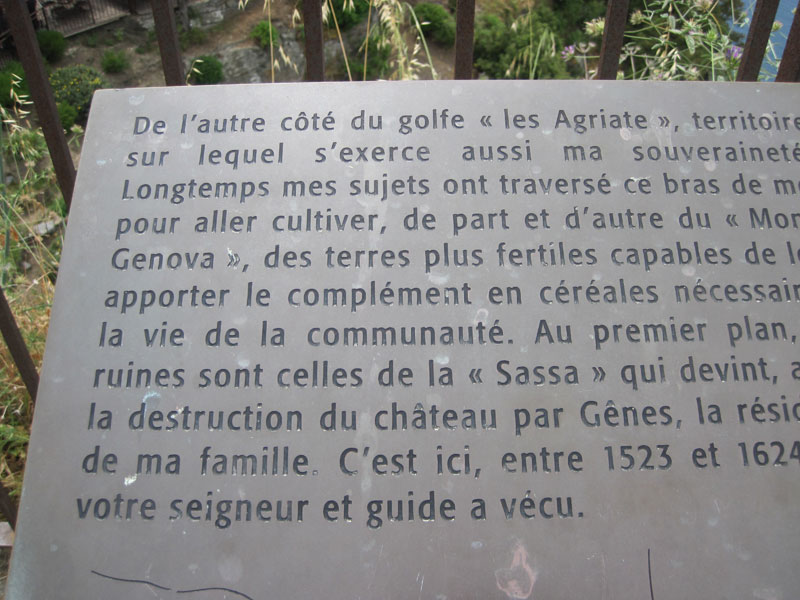 De l'autre côté du golfe « les Agriate », territoire
sur lequel s'exerce aussi ma souveraineté
Longtemps mes sujets ont traversé ce bras de
pour aller cultiver, de part et d'autre du «
Genova », des terres plus fertiles capables de
apporter le complément en céréales
la vie de la communauté. Au premier plan,
ruines sont celles de la « Sassa » qui devint,
la destruction du château par Gênes, la
de ma famille. C'est ici, entre 1523 et 1624
votre seigneur et guide a vécu.